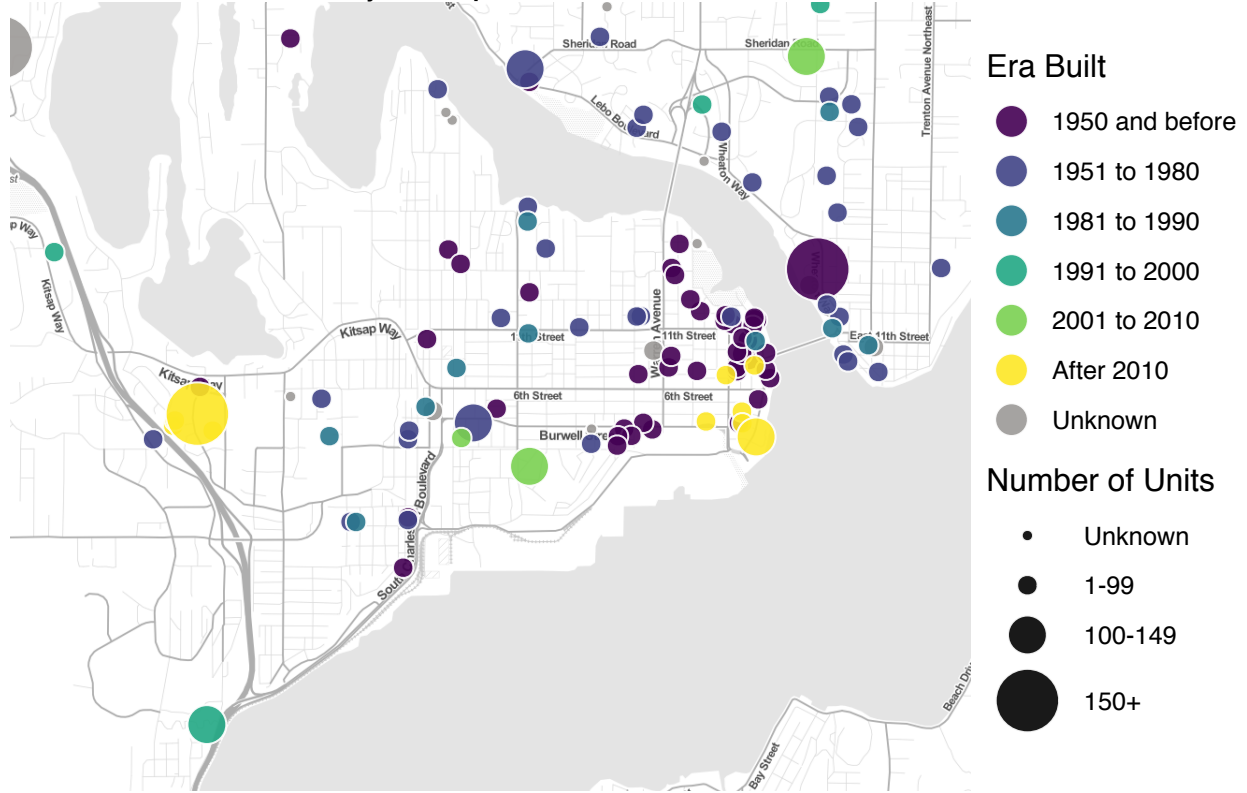 Sheridan Road
Sheridan Road
Trenton Avenue Northeast
Lebo Boulevard
Wheaton Way
Kitsap Way
Kitsap Way
11th Street
11th Street
East 11th Street
Kitsap Way
6th Street
6th Street
Burwell Street
South Charleston Boulevard
Beach Driv
Bay Street
Era Built
1950 and before
1951 to 1980
1981 to 1990
1991 to 2000
2001 to 2010
After 2010
Unknown
Number of Units
Unknown
1-99
100-149
150+